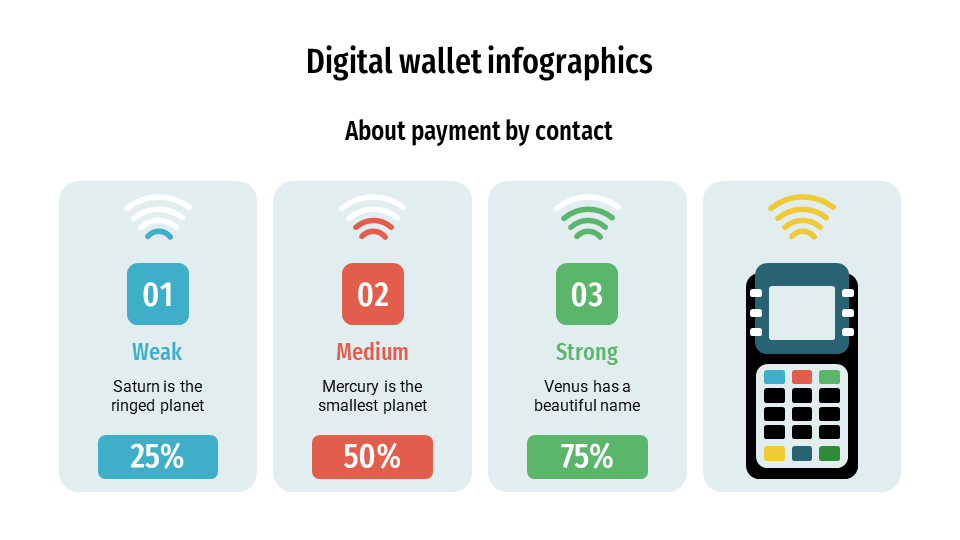 Digital wallet infographics
About payment by contact
01
Weak
Saturn is the
ringed planet
25%
02
Medium
Mercury is the
smallest planet
50%
03
Strong
Venus has a
beautiful name
75%